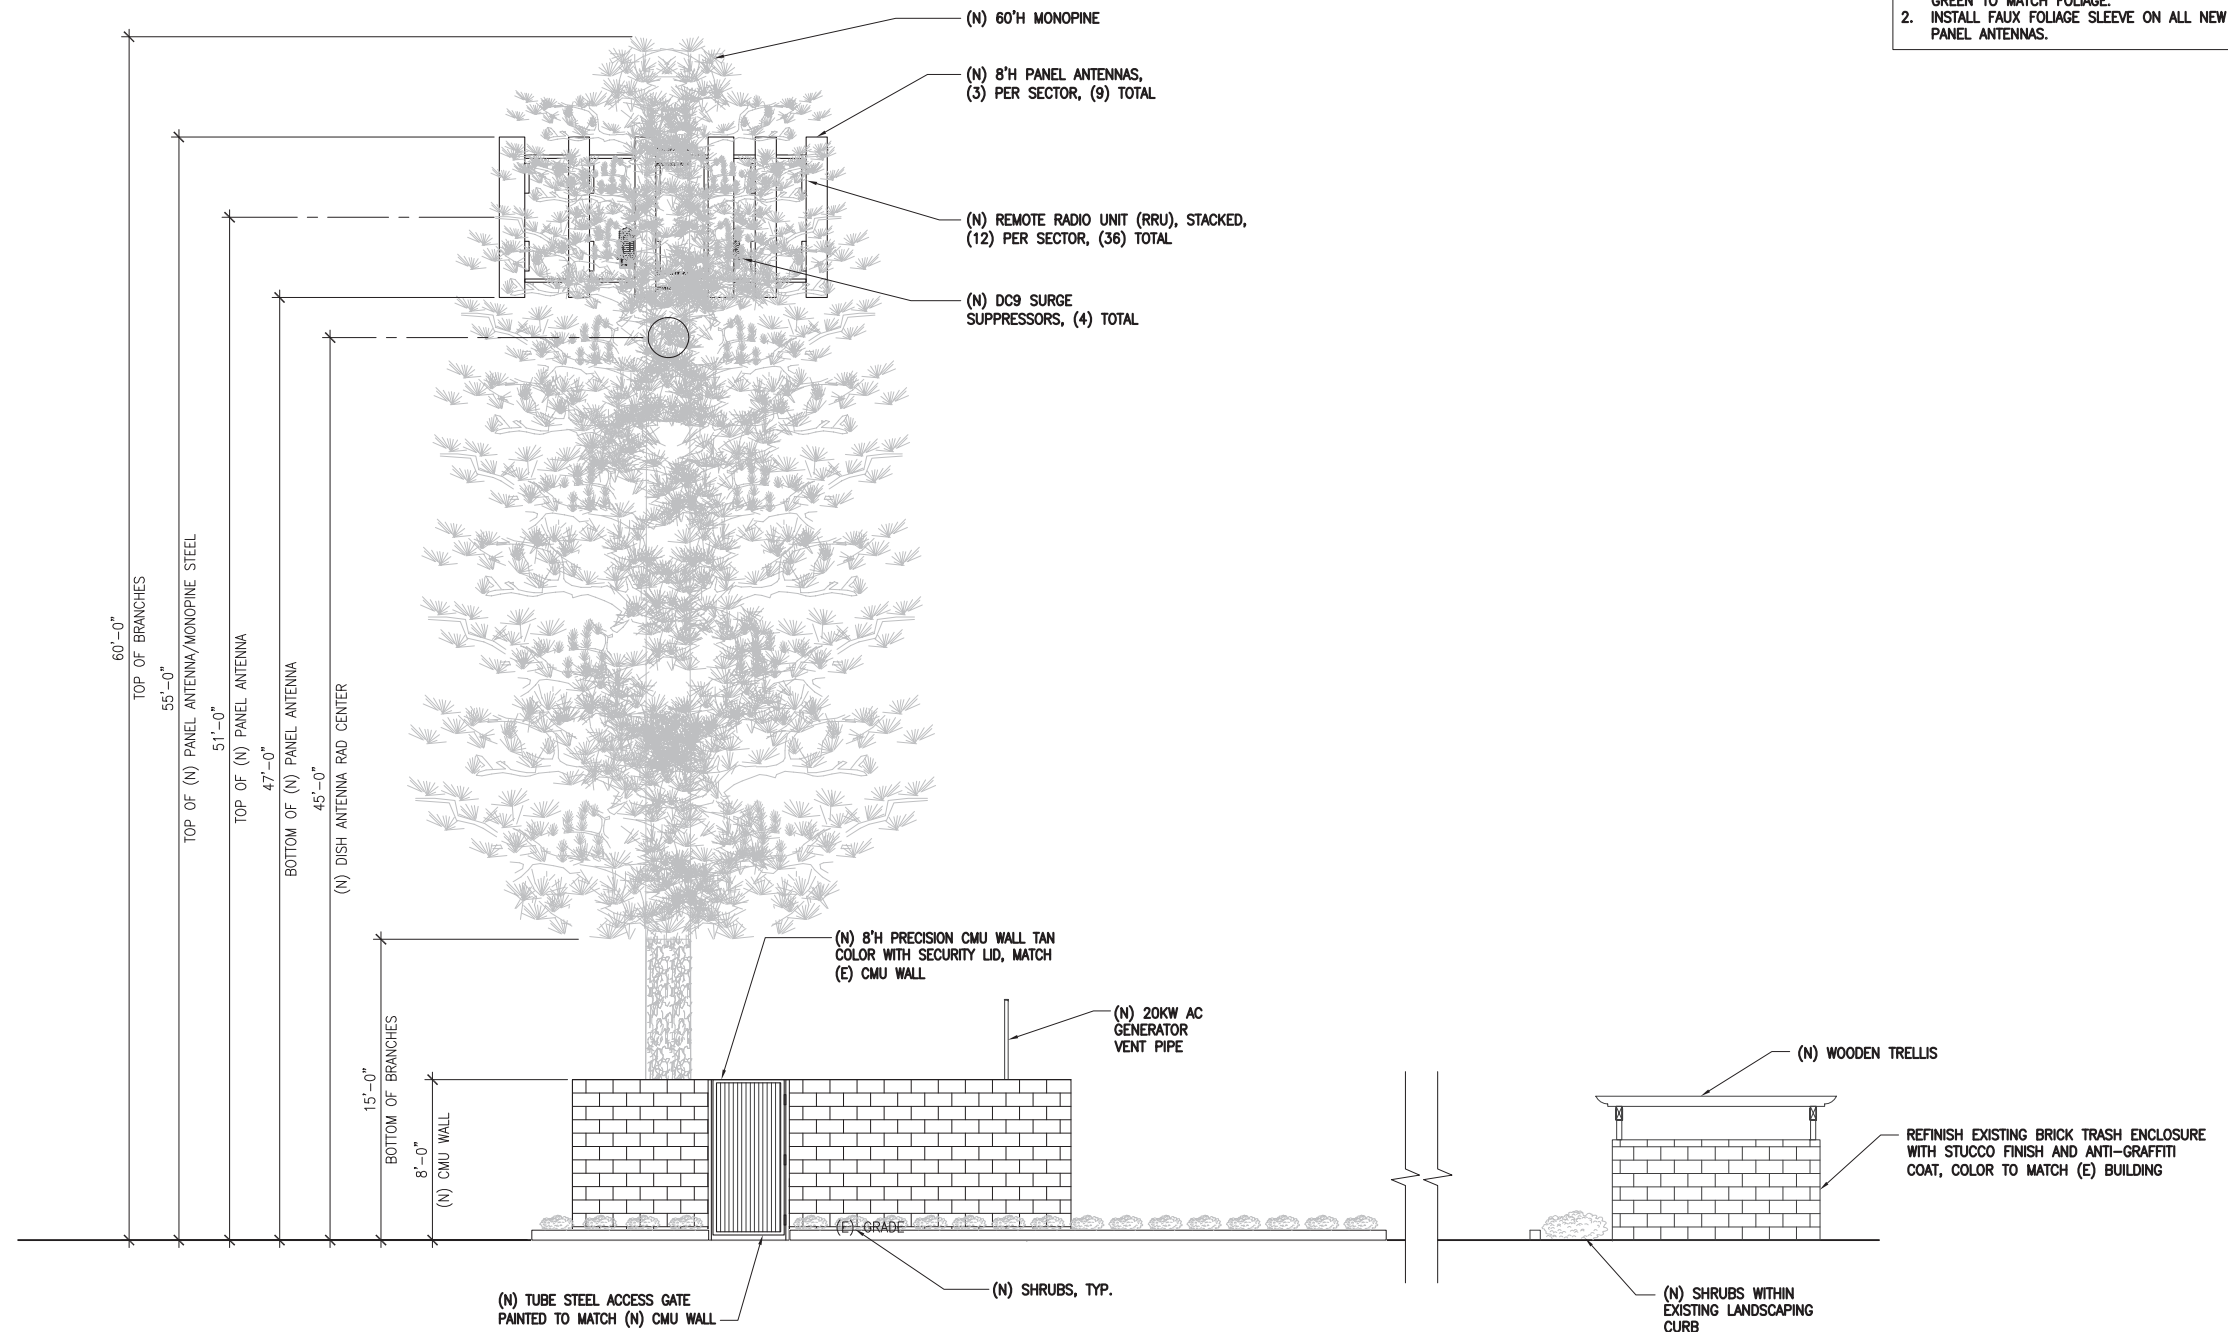 GREEN TO MATCH FOLIAGE.
2. INSTALL FAUX FOLIAGE SLEEVE ON ALL NEW
PANEL ANTENNAS.
(N) 60'H MONOPINE
(N) 8'H PANEL ANTENNAS,
(3) PER SECTOR, (9) TOTAL
(N) REMOTE RADIO UNIT (RRU), STACKED,
(12) PER SECTOR, (36) TOTAL
(N) DC9 SURGE
SUPPRESSORS, (4) TOTAL
60'-0"
TOP OF BRANCHES
55'-0"
TOP OF (N) PANEL ANTENNA/MONOPINE STEEL
51'-0"
TOP OF (N) PANEL ANTENNA
47'-0"
BOTTOM OF (N) PANEL ANTENNA
45'-0"
(N) DISH ANTENNA RAD CENTER
15'-0"
BOTTOM OF BRANCHES
8'-0"
(N) CMU WALL
(N) 8'H PRECISION CMU WALL TAN
COLOR WITH SECURITY LID, MATCH
(E) CMU WALL
(N) 20KW AC
GENERATOR
VENT PIPE
(N) WOODEN TRELLIS
REFINISH EXISTING BRICK TRASH ENCLOSURE
WITH STUCCO FINISH AND ANTI-GRAFFITI
COAT, COLOR TO MATCH (E) BUILDING
(E) GRADE
(N) SHRUBS, TYP.
(N) TUBE STEEL ACCESS GATE
PAINTED TO MATCH (N) CMU WALL
(N) SHRUBS WITHIN
EXISTING LANDSCAPING
CURB